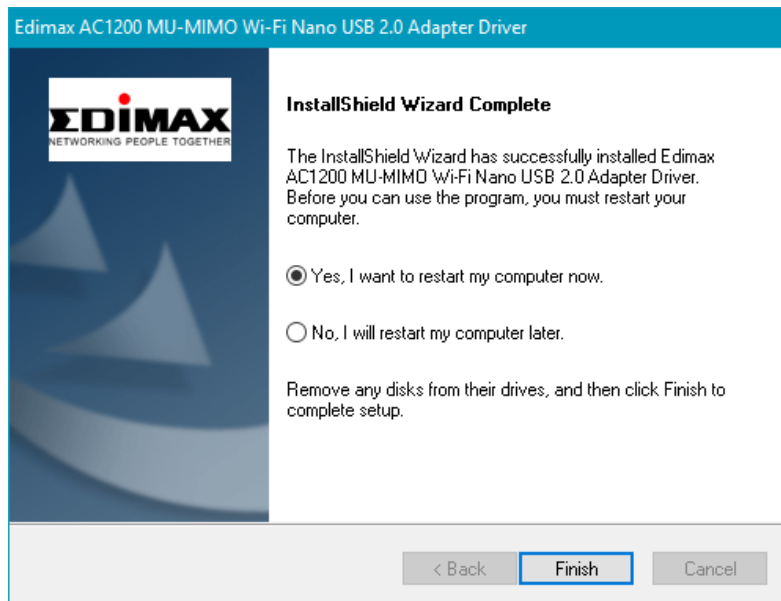 Edimax AC1200 MU-MIMO Wi-Fi Nano USB 2.0 Adapter Driver
EDIMAX
NETWORKING PEOPLE TOGETHER
InstallShield Wizard Complete
The InstallShield Wizard has successfully installed Edimax
AC1200 MU-MIMO Wi-Fi Nano USB 2.0 Adapter Driver.
Before you can use the program, you must restart your
computer.
Yes, I want to restart my computer now.
No, I will restart my computer later.
Remove any disks from their drives, and then click Finish to
complete setup.
< Back Finish Cancel